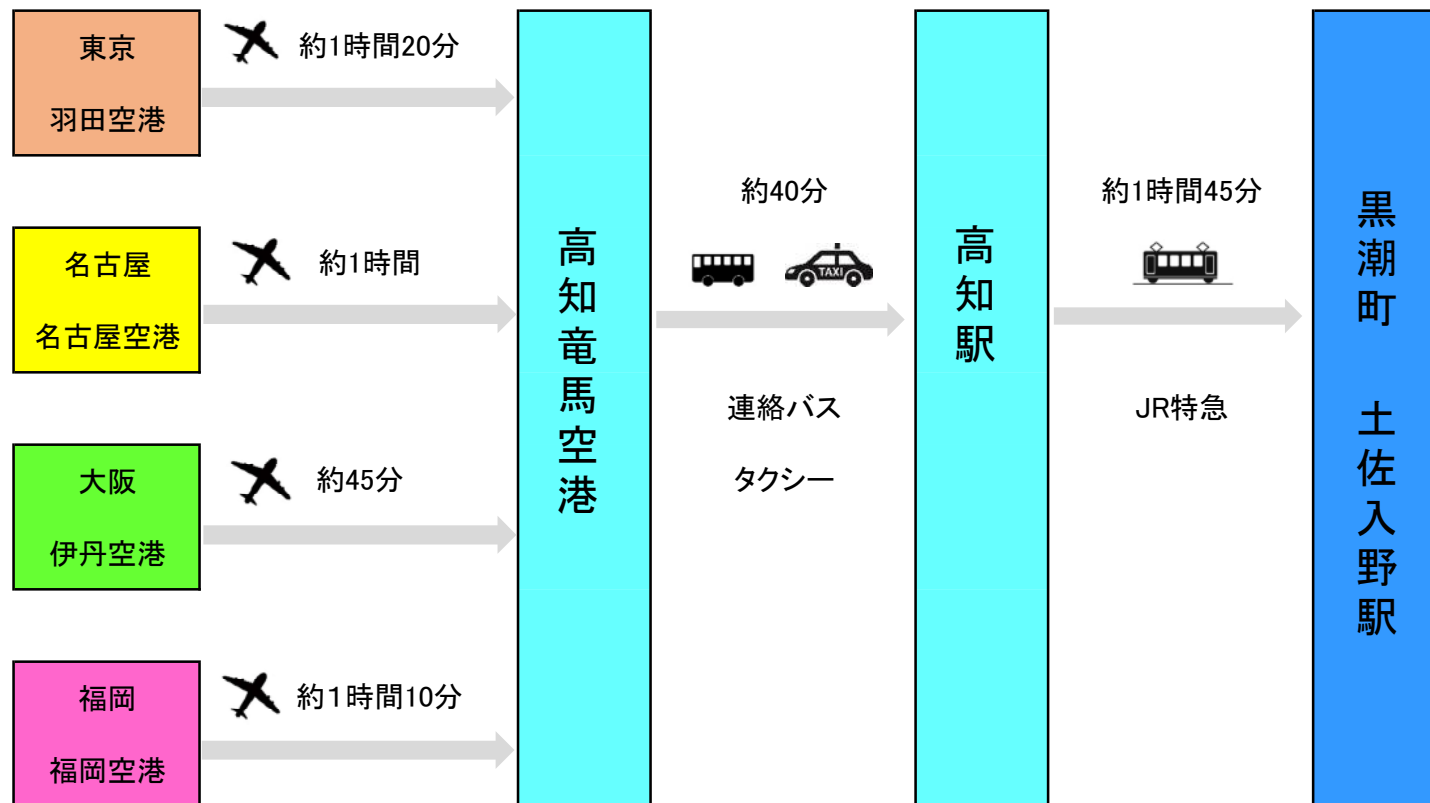 東京
羽田空港
約1時間20分
名古屋
名古屋空港
約1時間
大阪
伊丹空港
約45分
福岡
福岡空港
約１時間10分
高知竜馬空港
約40分
TAXI
連絡バス
タクシー
高知駅
約1時間45分
JR特急
黒潮町　土佐入野駅